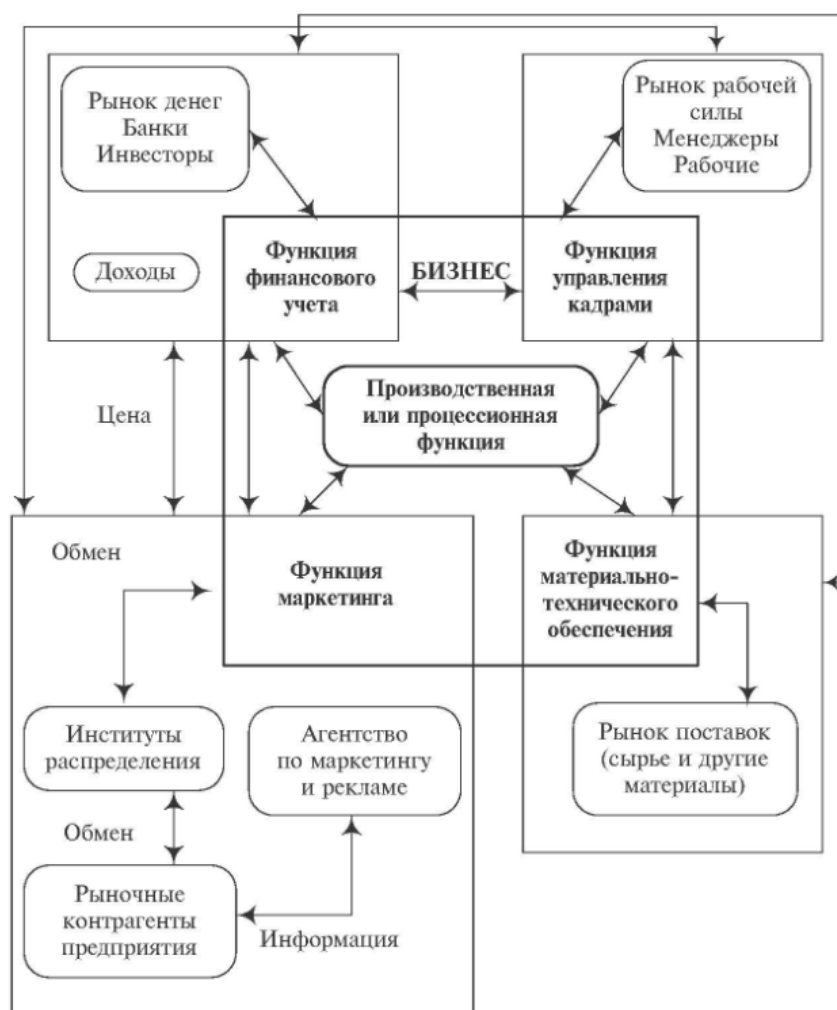 Рынок денег
Банки
Инвесторы
Рынок рабочей
силы
Менеджеры
Рабочие
Доходы
Функция
финансового
учета
БИЗНЕС
Функция
управления
кадрами
Цена
Производственная
или процессионная
функция
Обмен
Функция
маркетинга
Функция
материально-
технического
обеспечения
Институты
распределения
Агентство
по маркетингу
и рекламе
Рынок поставок
(сырье и другие
материалы)
Обмен
Рыночные
контрагенты
предприятия
Информация